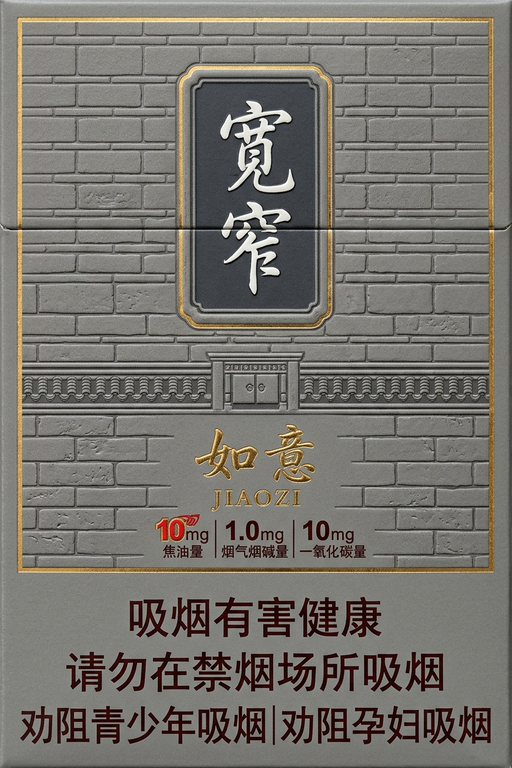 宽
窄
如意
JIAOZI
10mg 1.0mg 10mg
焦油量 烟气烟碱量 一氧化碳量
吸烟有害健康
请勿在禁烟场所吸烟
劝阻青少年吸烟|劝阻孕妇吸烟